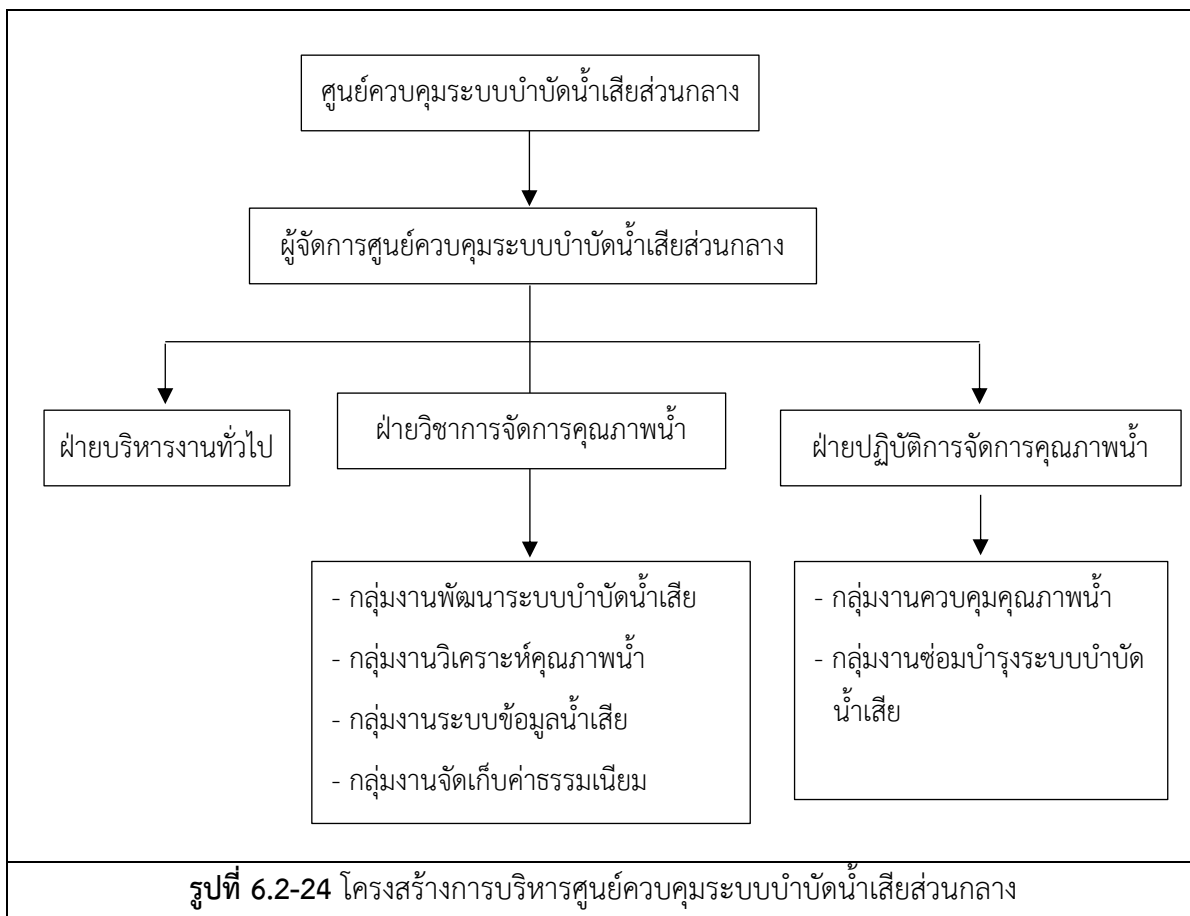 ศูนย์ควบคุมระบบบำบัดน้ำเสียส่วนกลาง
ผู้จัดการศูนย์ควบคุมระบบบำบัดน้ำเสียส่วนกลาง
ฝ่ายบริหารงานทั่วไป
ฝ่ายวิชาการจัดการคุณภาพน้ำ
ฝ่ายปฏิบัติการจัดการคุณภาพน้ำ
- กลุ่มงานพัฒนาระบบบำบัดน้ำเสีย
- กลุ่มงานวิเคราะห์คุณภาพน้ำ
- กลุ่มงานระบบข้อมูลน้ำเสีย
- กลุ่มงานจัดเก็บค่าธรรมเนียม
- กลุ่มงานควบคุมคุณภาพน้ำ
- กลุ่มงานซ่อมบำรุงระบบบำบัด
น้ำเสีย
รูปที่ 6.2-24 โครงสร้างการบริหารศูนย์ควบคุมระบบบำบัดน้ำเสียส่วนกลาง